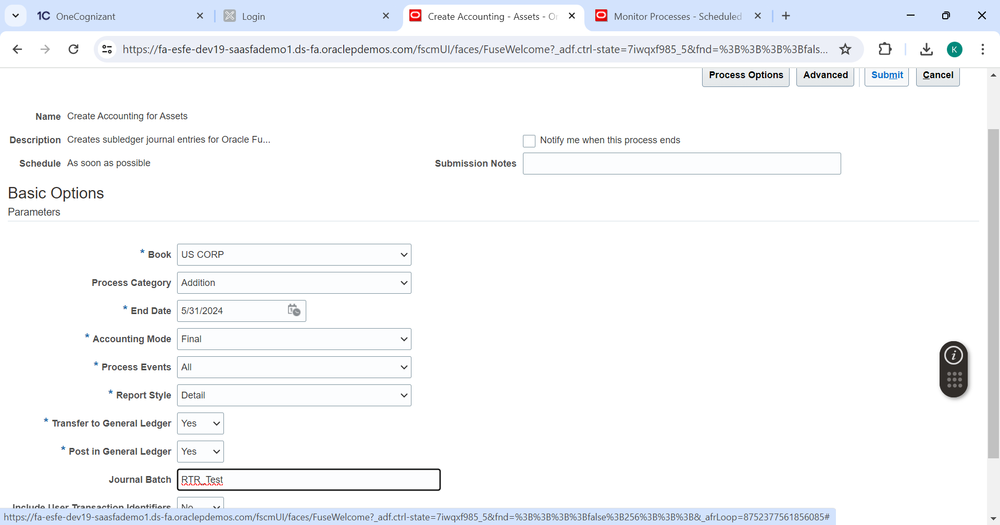 1C OneCognizant
Login
Create Accounting - Assets - Or
Monitor Processes - Scheduled
https://fa-esfe-dev19-saasfademo1.ds-fa.oraclepdemos.com/fscmUI/faces/FuseWelcome?_adf.ctrl-state=7iwqxf985_5&fnd=%3B%3B%3B%3Bfals...
K
Process Options
Advanced
Submit
Cancel
Name Create Accounting for Assets
Description Creates subledger journal entries for Oracle Fu...
Notify me when this process ends
Schedule As soon as possible
Submission Notes
Basic Options
Parameters
* Book US CORP
Process Category Addition
* End Date 5/31/2024
* Accounting Mode Final
* Process Events All
* Report Style Detail
* Transfer to General Ledger Yes
* Post in General Ledger Yes
Journal Batch RTR_Test
Include User Transaction Identifiers No
https://fa-esfe-dev19-saasfademo1.ds-fa.oraclepdemos.com/fscmUI/faces/FuseWelcome?_adf.ctrl-state=7iwqxf985_5&fnd=%3B%3B%3B%3Bfalse%3B256%3B%3B%3B&_afrLoop=8752377561856085#